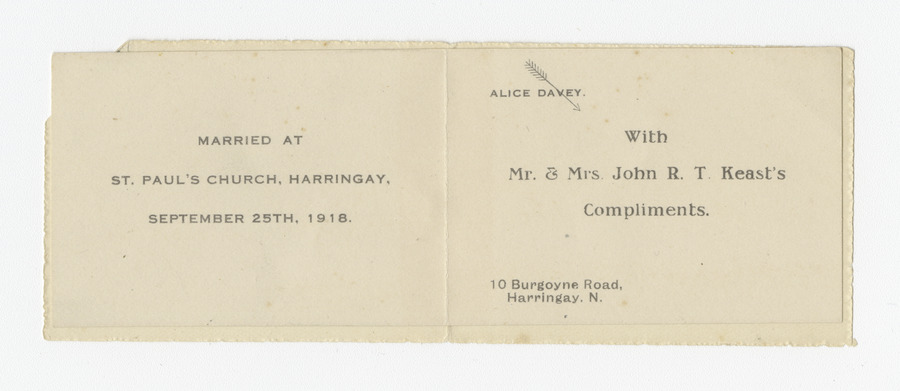 MARRIED AT
ST. PAUL'S CHURCH, HARRINGAY,
SEPTEMBER 25TH, 1918.
ALICE DAVEY.
With
Mr. & Mrs. John R. T. Keast's
Compliments.
10 Burgoyne Road,
Harringay. N.